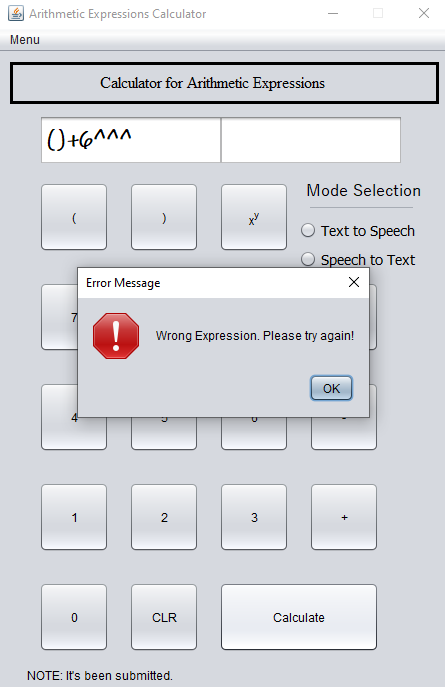 Arithmetic Expressions Calculator
Menu
Calculator for Arithmetic Expressions
()+6^^^
( ) xʸ
Mode Selection
Text to Speech
Speech to Text
7
Error Message
Wrong Expression. Please try again!
OK
4 5 6 -
1 2 3 +
0 CLR Calculate
NOTE: It's been submitted.